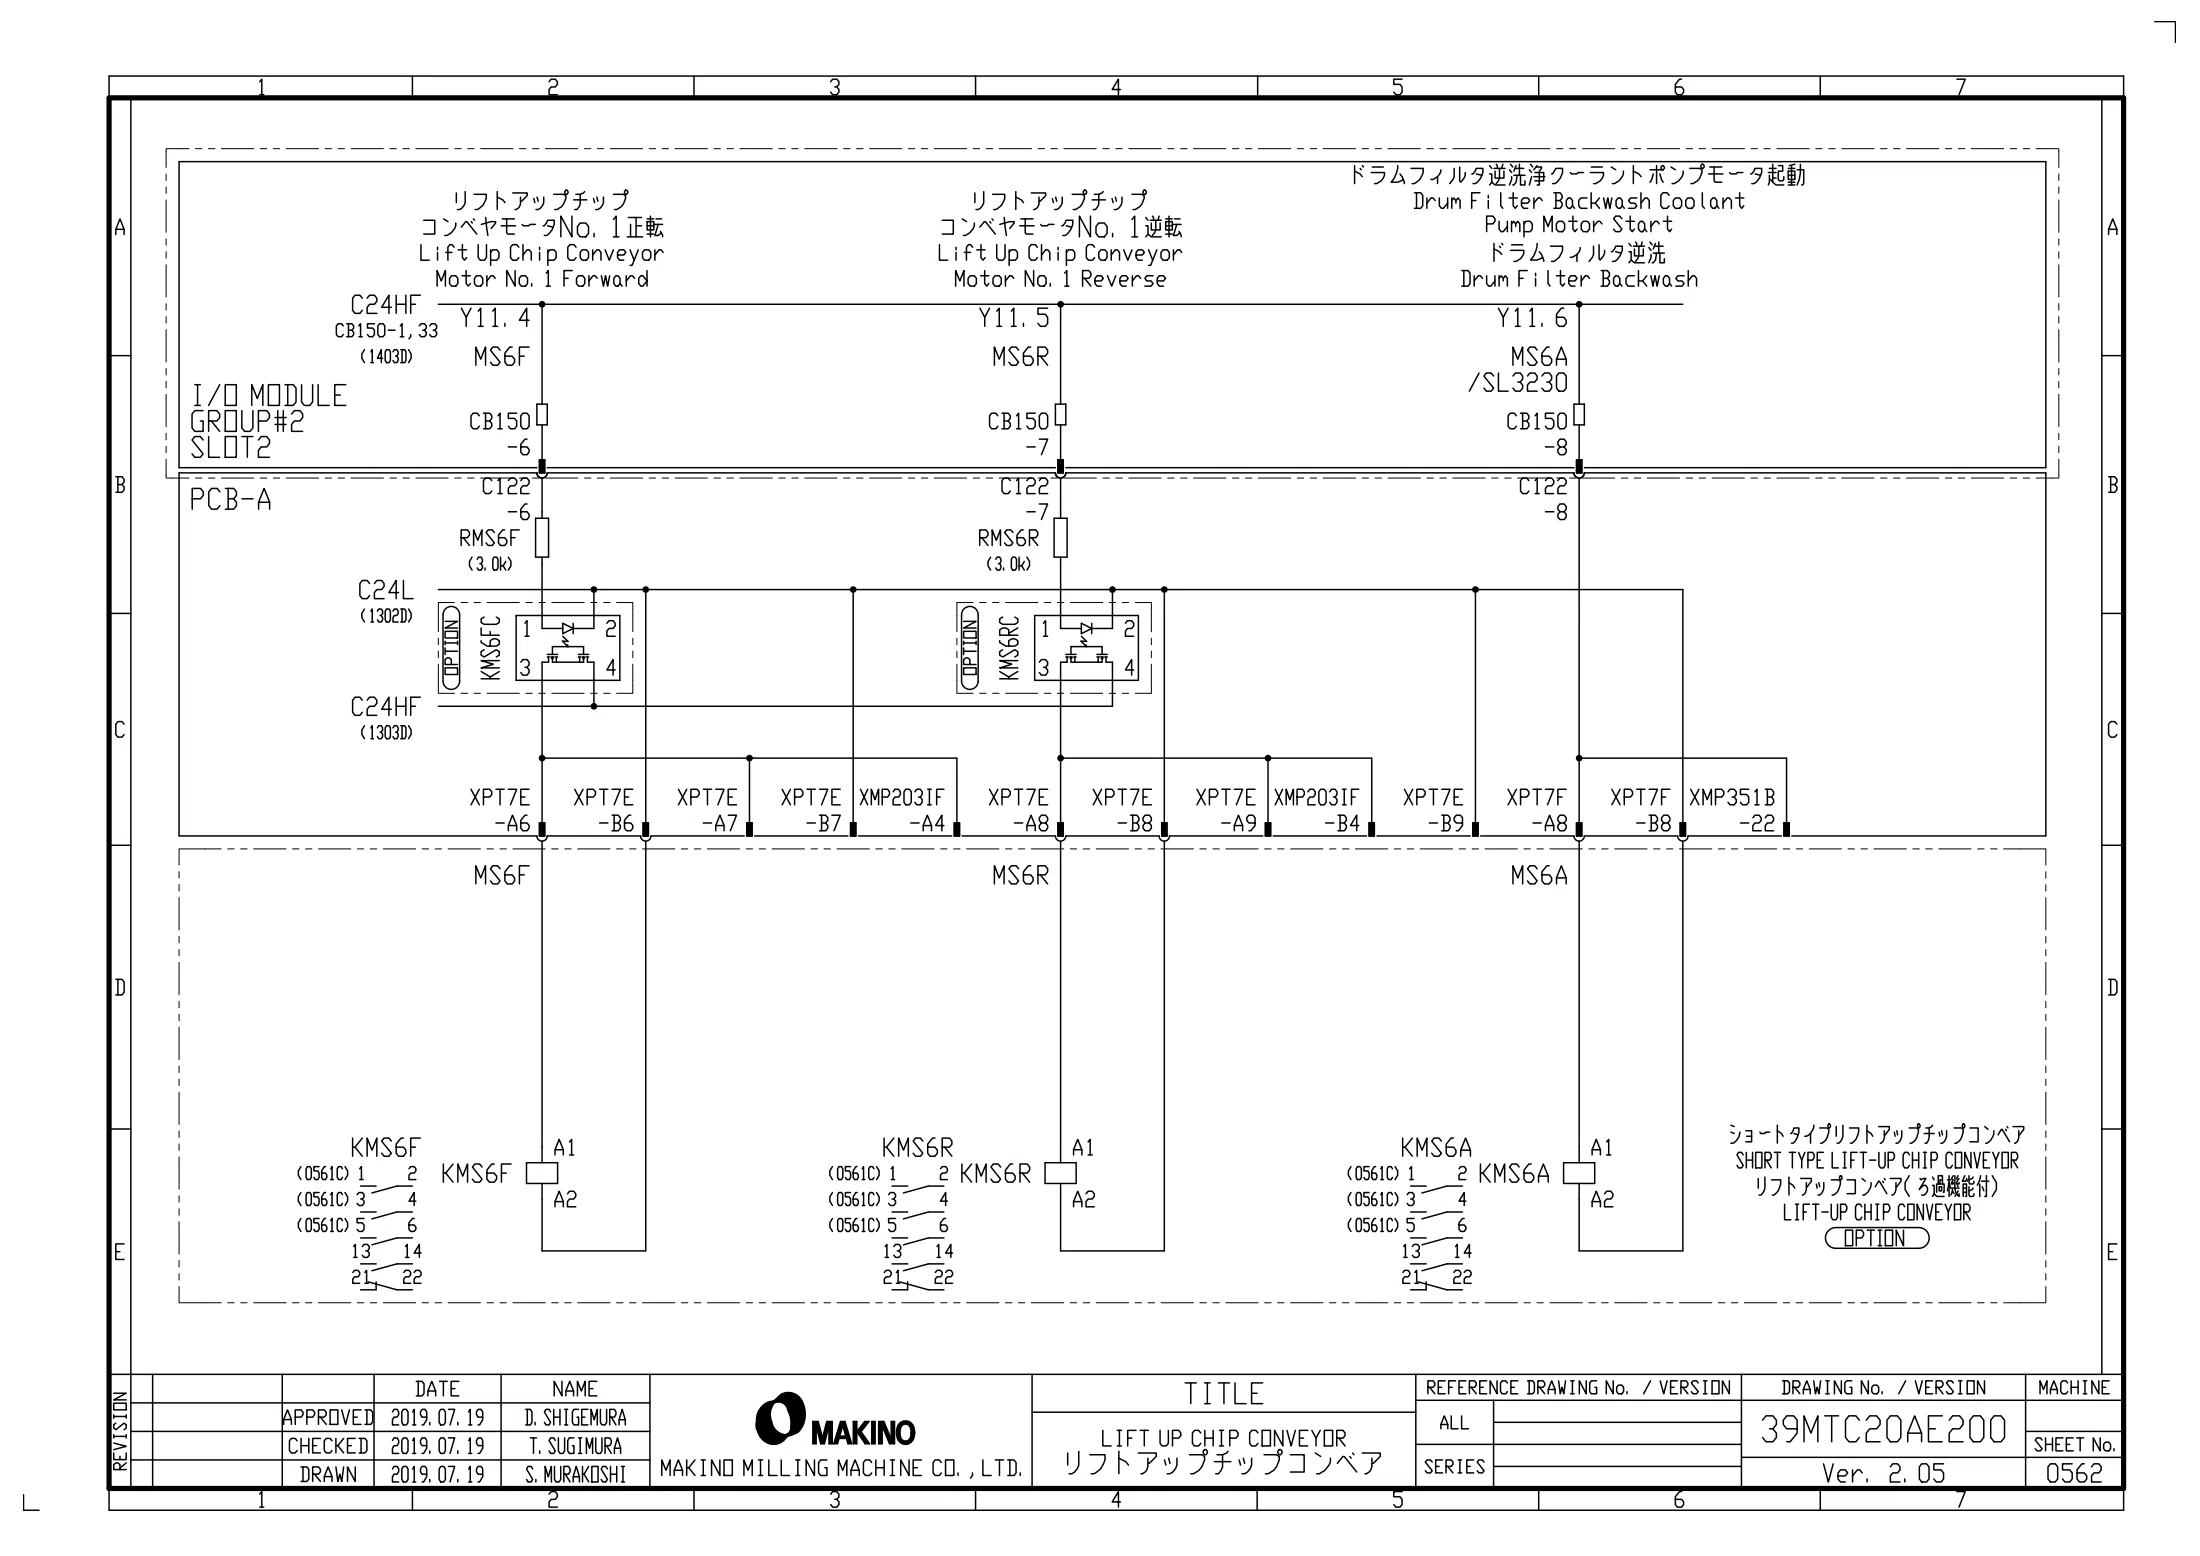 1 2 3 4 5 6 7
A A
B B
C C
D D
E E
リフトアップチップ
コンベヤモータNo. 1正転
Lift Up Chip Conveyor
Motor No. 1 Forward
リフトアップチップ
コンベヤモータNo. 1逆転
Lift Up Chip Conveyor
Motor No. 1 Reverse
ドラムフィルタ逆洗浄クーラントポンプモータ起動
Drum Filter Backwash Coolant
Pump Motor Start
ドラムフィルタ逆洗
Drum Filter Backwash
C24HF
CB150-1,33
(1403D)
Y11. 4
MS6F
Y11. 5
MS6R
Y11. 6
MS6A
/SL3230
I/O MODULE
GROUP#2
SLOT2
CB150
-6
CB150
-7
CB150
-8
PCB-A
C122
-6
C122
-7
C122
-8
RMS6F
(3. 0k)
RMS6R
(3. 0k)
C24L
(1302D)
OPTION
KMS6FC
1 2
3 4
OPTION
KMS6RC
1 2
3 4
C24HF
(1303D)
XPT7E
-A6
XPT7E
-B6
XPT7E
-A7
XPT7E
-B7
XMP203IF
-A4
XPT7E
-A8
XPT7E
-B8
XPT7E
-A9
XMP203IF
-B4
XPT7E
-B9
XPT7F
-A8
XPT7F
-B8
XMP351B
-22
MS6F
MS6R
MS6A
KMS6F
(0561C) 1 2
(0561C) 3 4
(0561C) 5 6
13 14
21 22
KMS6F
A1
A2
KMS6R
(0561C) 1 2
(0561C) 3 4
(0561C) 5 6
13 14
21 22
KMS6R
A1
A2
KMS6A
(0561C) 1 2
(0561C) 3 4
(0561C) 5 6
13 14
21 22
KMS6A
A1
A2
ショートタイプリフトアップチップコンベア
SHORT TYPE LIFT-UP CHIP CONVEYOR
リフトアップコンベア(ろ過機能付)
LIFT-UP CHIP CONVEYOR
OPTION
REVISION
DATE NAME
APPROVED 2019. 07. 19 D. SHIGEMURA
CHECKED 2019. 07. 19 T. SUGIMURA
DRAWN 2019. 07. 19 S. MURAKOSHI
MAKINO
MAKINO MILLING MACHINE CO. , LTD.
TITLE
LIFT UP CHIP CONVEYOR
リフトアップチップコンベア
REFERENCE DRAWING No. / VERSION
ALL
SERIES
DRAWING No. / VERSION
39MTC20AE200
Ver. 2. 05
MACHINE
SHEET No.
0562
1 2 3 4 5 6 7